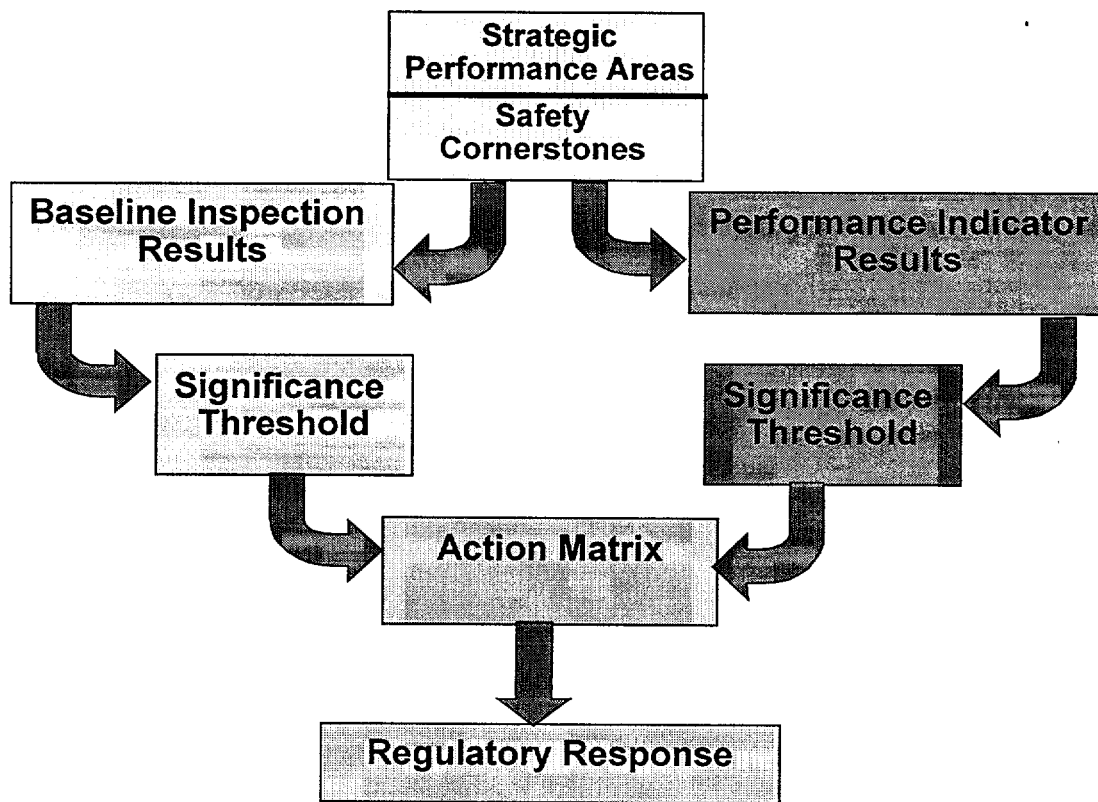 Strategic
Performance Areas
Safety
Cornerstones
Baseline Inspection
Results
Performance Indicator
Results
Significance
Threshold
Significance
Threshold
Action Matrix
Regulatory Response